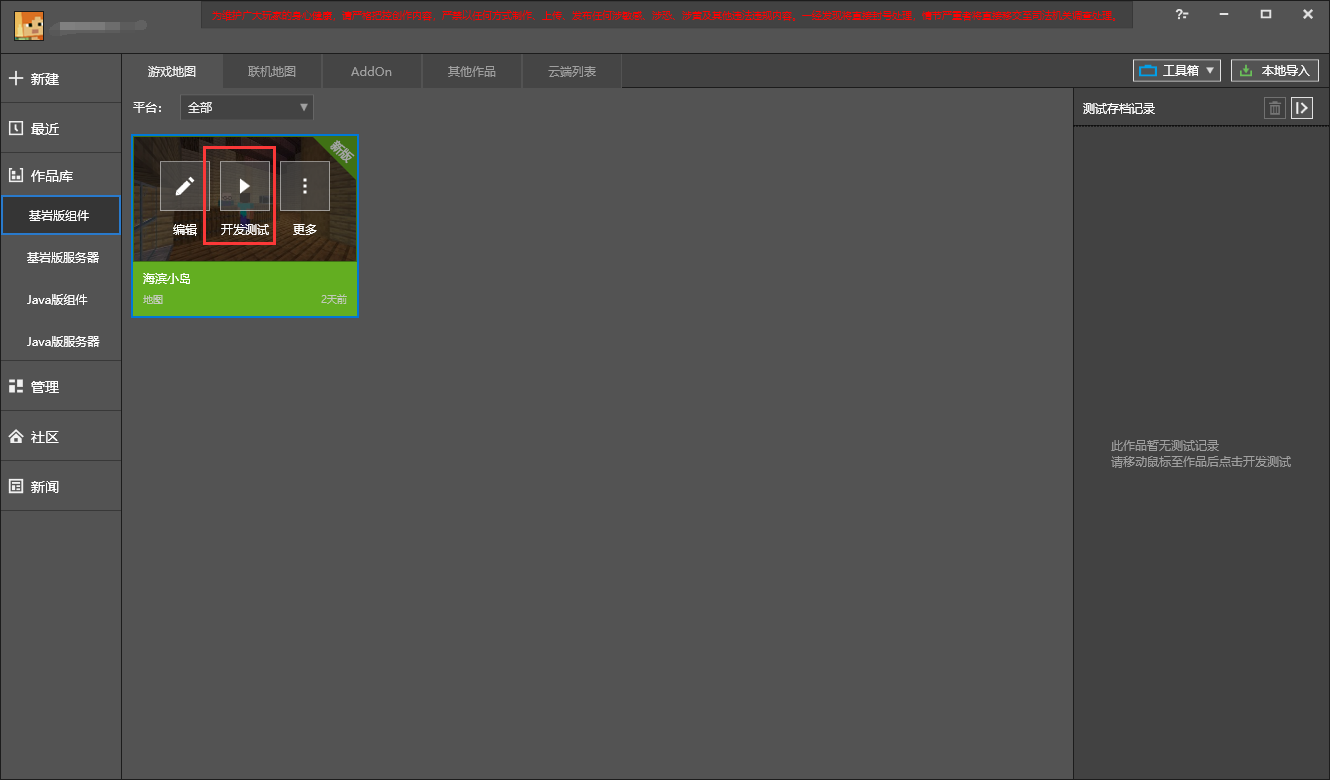 新建
最近
作品库
基岩版组件
基岩版服务器
Java版组件
Java版服务器
管理
社区
新闻
游戏地图 联机地图 AddOn 其他作品 云端列表
工具箱 本地导入
平台： 全部
新版
编辑 开发测试 更多
海滨小岛
地图 2天前
测试存档记录
此作品暂无测试记录
请移动鼠标至作品后点击开发测试